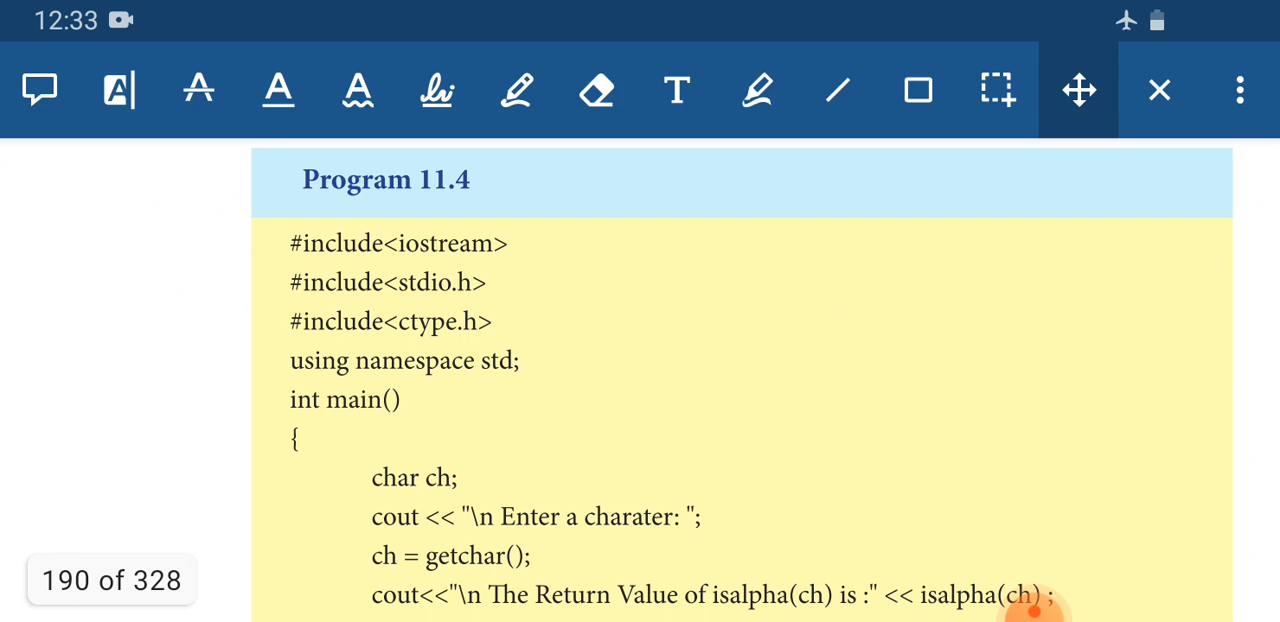 12:33
Program 11.4
#include<iostream>
#include<stdio.h>
#include<ctype.h>
using namespace std;
int main()
{
char ch;
cout << "\n Enter a charater: ";
ch = getchar();
cout<<"\n The Return Value of isalpha(ch) is :" << isalpha(ch) ;
190 of 328